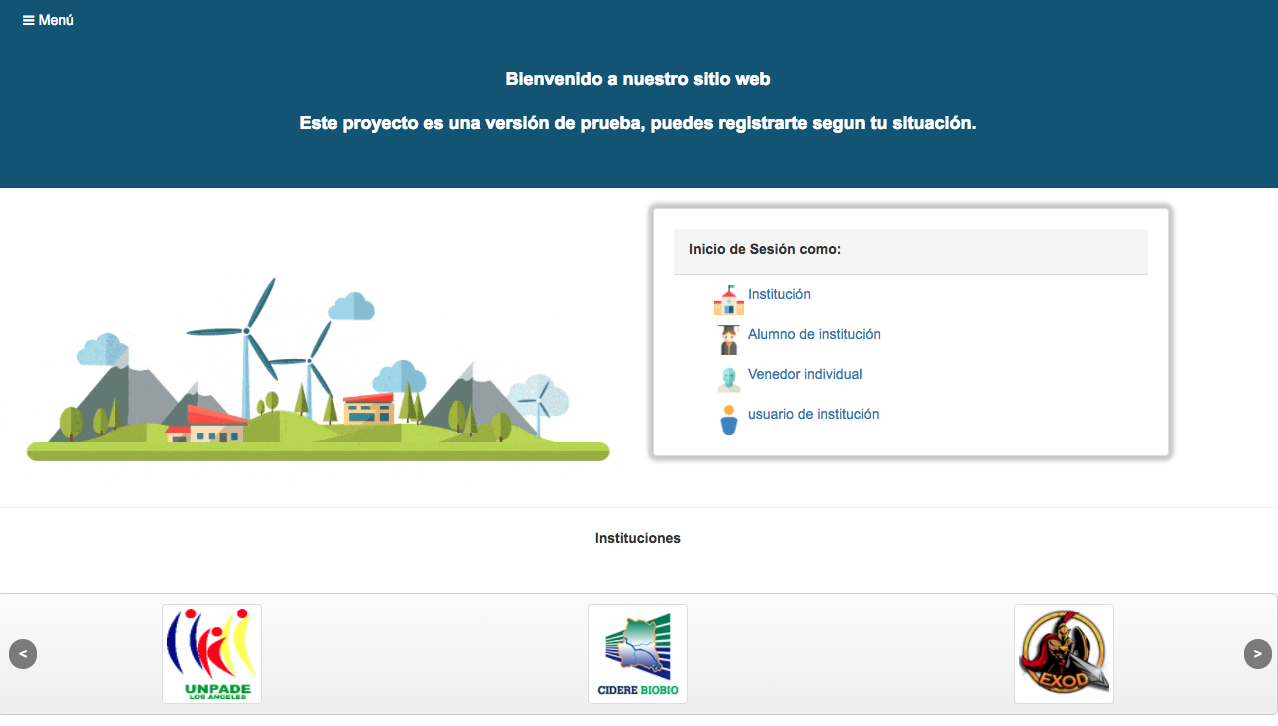 Menú
Bienvenido a nuestro sitio web
Este proyecto es una versión de prueba, puedes registrarte segun tu situación.
Inicio de Sesión como:
Institución
Alumno de institución
Venedor individual
usuario de institución
Instituciones
<
UNPADE
LOS ANGELES
CIDERE BIOBIO
EXOD
>